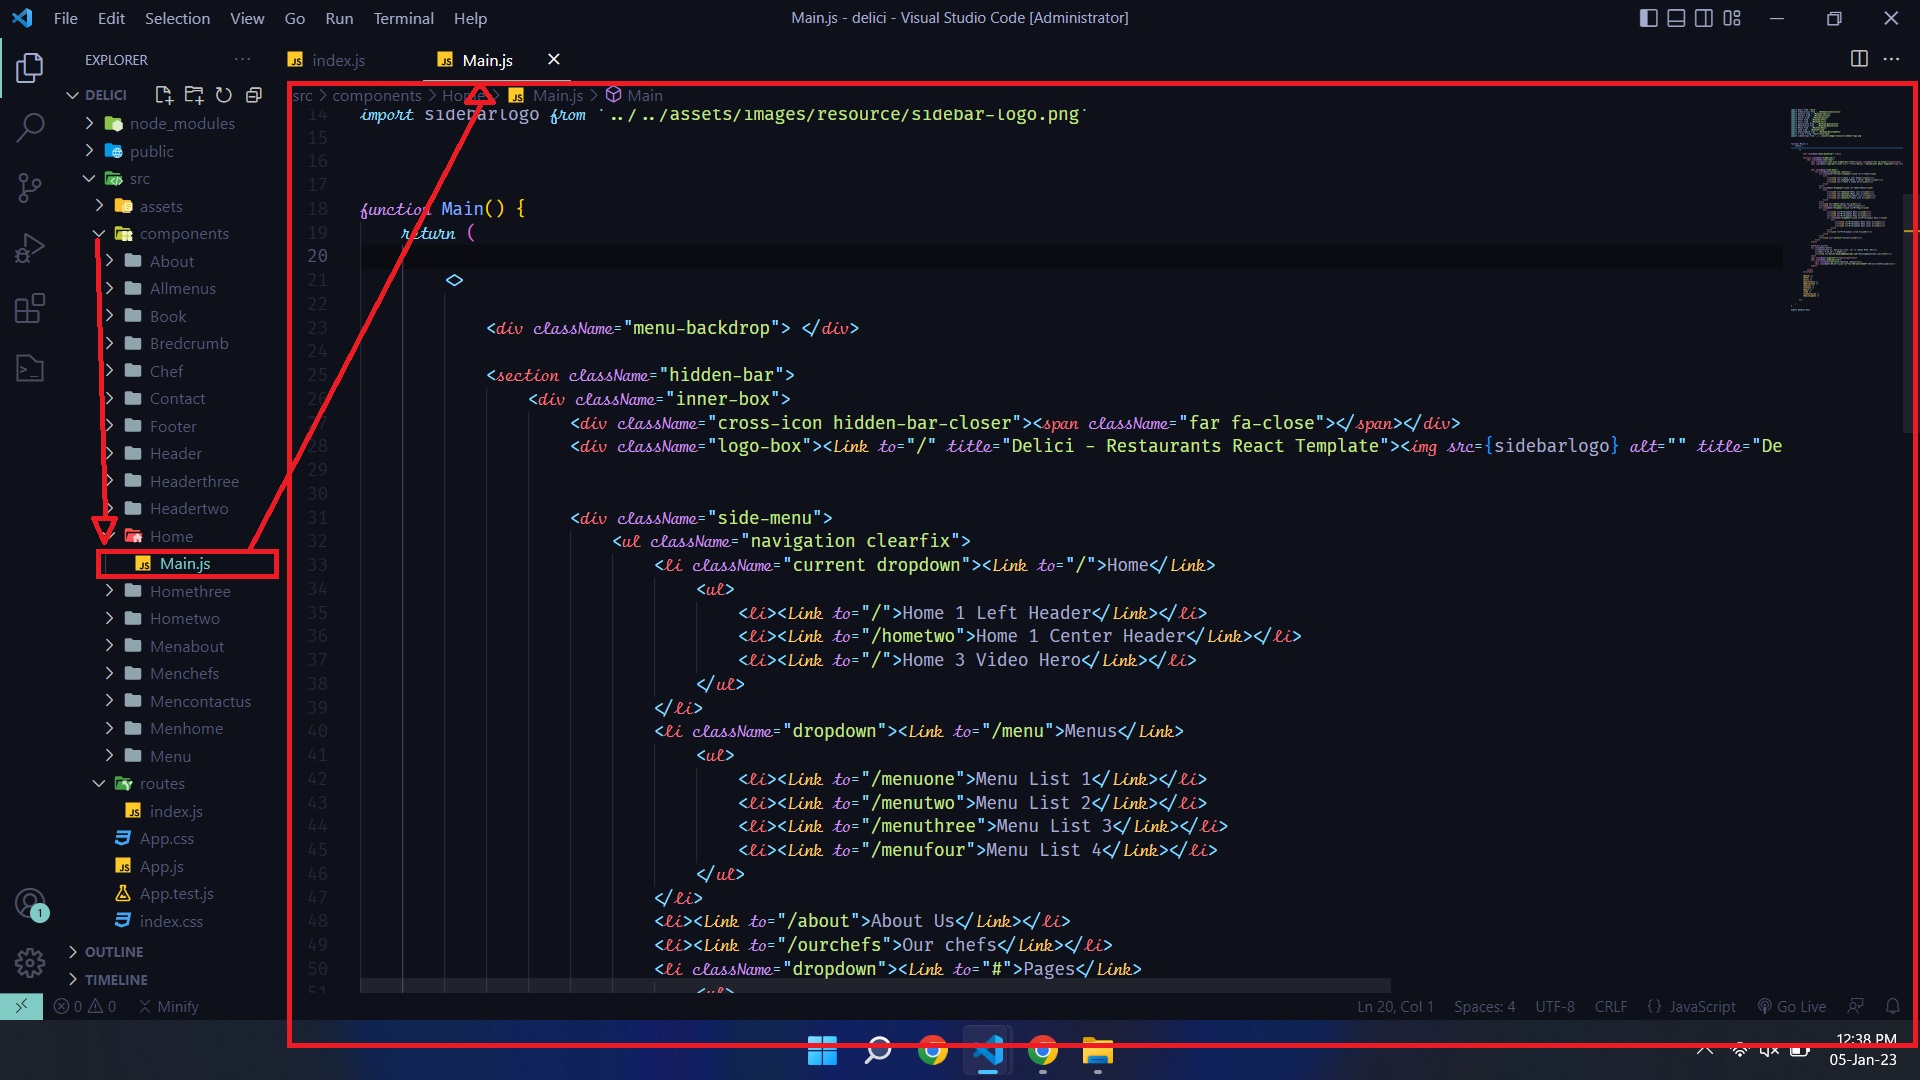 File Edit Selection View Go Run Terminal Help
Main.js - delici - Visual Studio Code [Administrator]
EXPLORER
JS index.js
JS Main.js
DELICI
node_modules
public
src
assets
components
About
Allmenus
Book
Bredcrumb
Chef
Contact
Footer
Header
Headerthree
Headertwo
Home
JS Main.js
Homethree
Hometwo
Menabout
Menchefs
Mencontactus
Menhome
Menu
routes
JS index.js
App.css
JS App.js
App.test.js
index.css
OUTLINE
TIMELINE
src > components > Home > JS Main.js > Main
14 import sidebarlogo from '../../assets/images/resource/sidebar-logo.png'
15
16
17
18 function Main() {
19 return (
20
21 <>
22
23 <div className="menu-backdrop"> </div>
24
25 <section className="hidden-bar">
26 <div className="inner-box">
27 <div className="cross-icon hidden-bar-closer"><span className="far fa-close"></span></div>
28 <div className="logo-box"><Link to="/" title="Delici - Restaurants React Template"><img src={sidebarlogo} alt="" title="De
29
30
31 <div className="side-menu">
32 <ul className="navigation clearfix">
33 <li className="current dropdown"><Link to="/">Home</Link>
34 <ul>
35 <li><Link to="/">Home 1 Left Header</Link></li>
36 <li><Link to="/hometwo">Home 1 Center Header</Link></li>
37 <li><Link to="/">Home 3 Video Hero</Link></li>
38 </ul>
39 </li>
40 <li className="dropdown"><Link to="/menu">Menus</Link>
41 <ul>
42 <li><Link to="/menuone">Menu List 1</Link></li>
43 <li><Link to="/menutwo">Menu List 2</Link></li>
44 <li><Link to="/menuthree">Menu List 3</Link></li>
45 <li><Link to="/menufour">Menu List 4</Link></li>
46 </ul>
47 </li>
48 <li><Link to="/about">About Us</Link></li>
49 <li><Link to="/ourchefs">Our chefs</Link></li>
50 <li className="dropdown"><Link to="#">Pages</Link>
51 <ul>
1
0 0 Minify
Ln 20, Col 1 Spaces: 4 UTF-8 CRLF {} JavaScript Go Live
12:38 PM
05-Jan-23